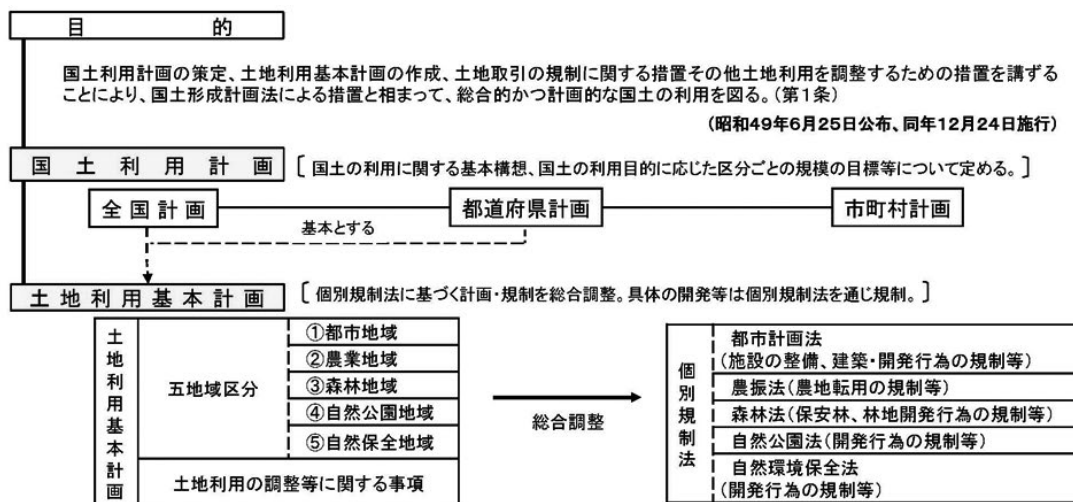 目的
国土利用計画の策定、土地利用基本計画の作成、土地取引の規制に関する措置その他土地利用を調整するための措置を講ずる
ことにより、国土形成計画法による措置と相まって、総合的かつ計画的な国土の利用を図る。(第1条)
(昭和49年6月25日公布、同年12月24日施行)
国土利用計画
[国土の利用に関する基本構想、国土の利用目的に応じた区分ごとの規模の目標等について定める。]
全国計画
都道府県計画
市町村計画
基本とする
土地利用基本計画
[個別規制法に基づく計画・規制を総合調整。具体の開発等は個別規制法を通じ規制。]
土地利用基本計画
五地域区分
①都市地域
②農業地域
③森林地域
④自然公園地域
⑤自然保全地域
土地利用の調整等に関する事項
総合調整
個別規制法
都市計画法
(施設の整備、建築・開発行為の規制等)
農振法(農地転用の規制等)
森林法(保安林、林地開発行為の規制等)
自然公園法(開発行為の規制等)
自然環境保全法
(開発行為の規制等)